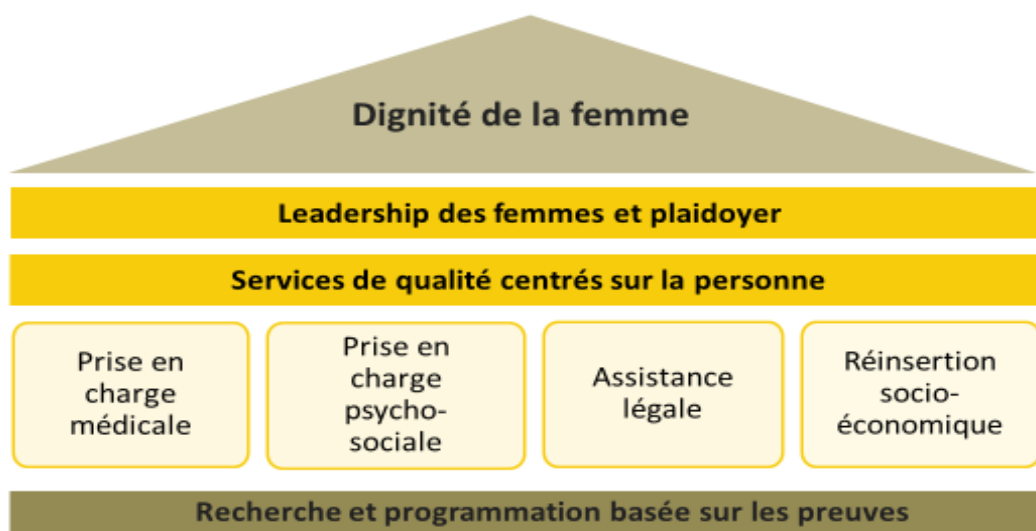 Dignité de la femme
Leadership des femmes et plaidoyer
Services de qualité centrés sur la personne
Prise en
charge
médicale
Prise en
charge
psycho-
sociale
Assistance
légale
Réinsertion
socio-
économique
Recherche et programmation basée sur les preuves